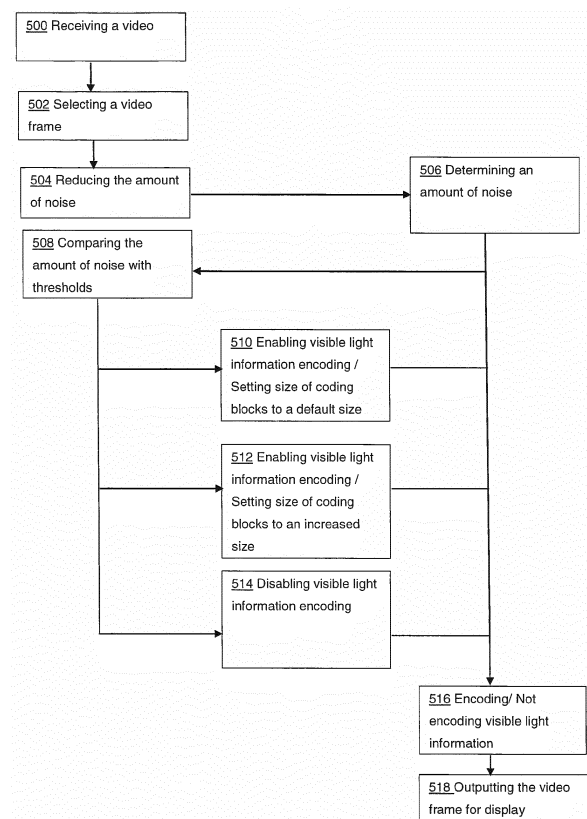 500 Receiving a video
502 Selecting a video
frame
504 Reducing the amount
of noise
506 Determining an
amount of noise
508 Comparing the
amount of noise with
thresholds
510 Enabling visible light
information encoding /
Setting size of coding
blocks to a default size
512 Enabling visible light
information encoding /
Setting size of coding
blocks to an increased
size
514 Disabling visible light
information encoding
516 Encoding/ Not
encoding visible light
information
518 Outputting the video
frame for display